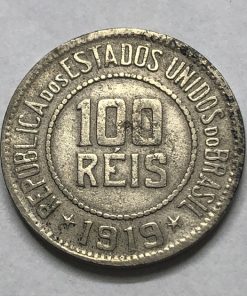 REPUBLICA DOS ESTADOS UNIDOS DO BRASIL
100
RÉIS
1919